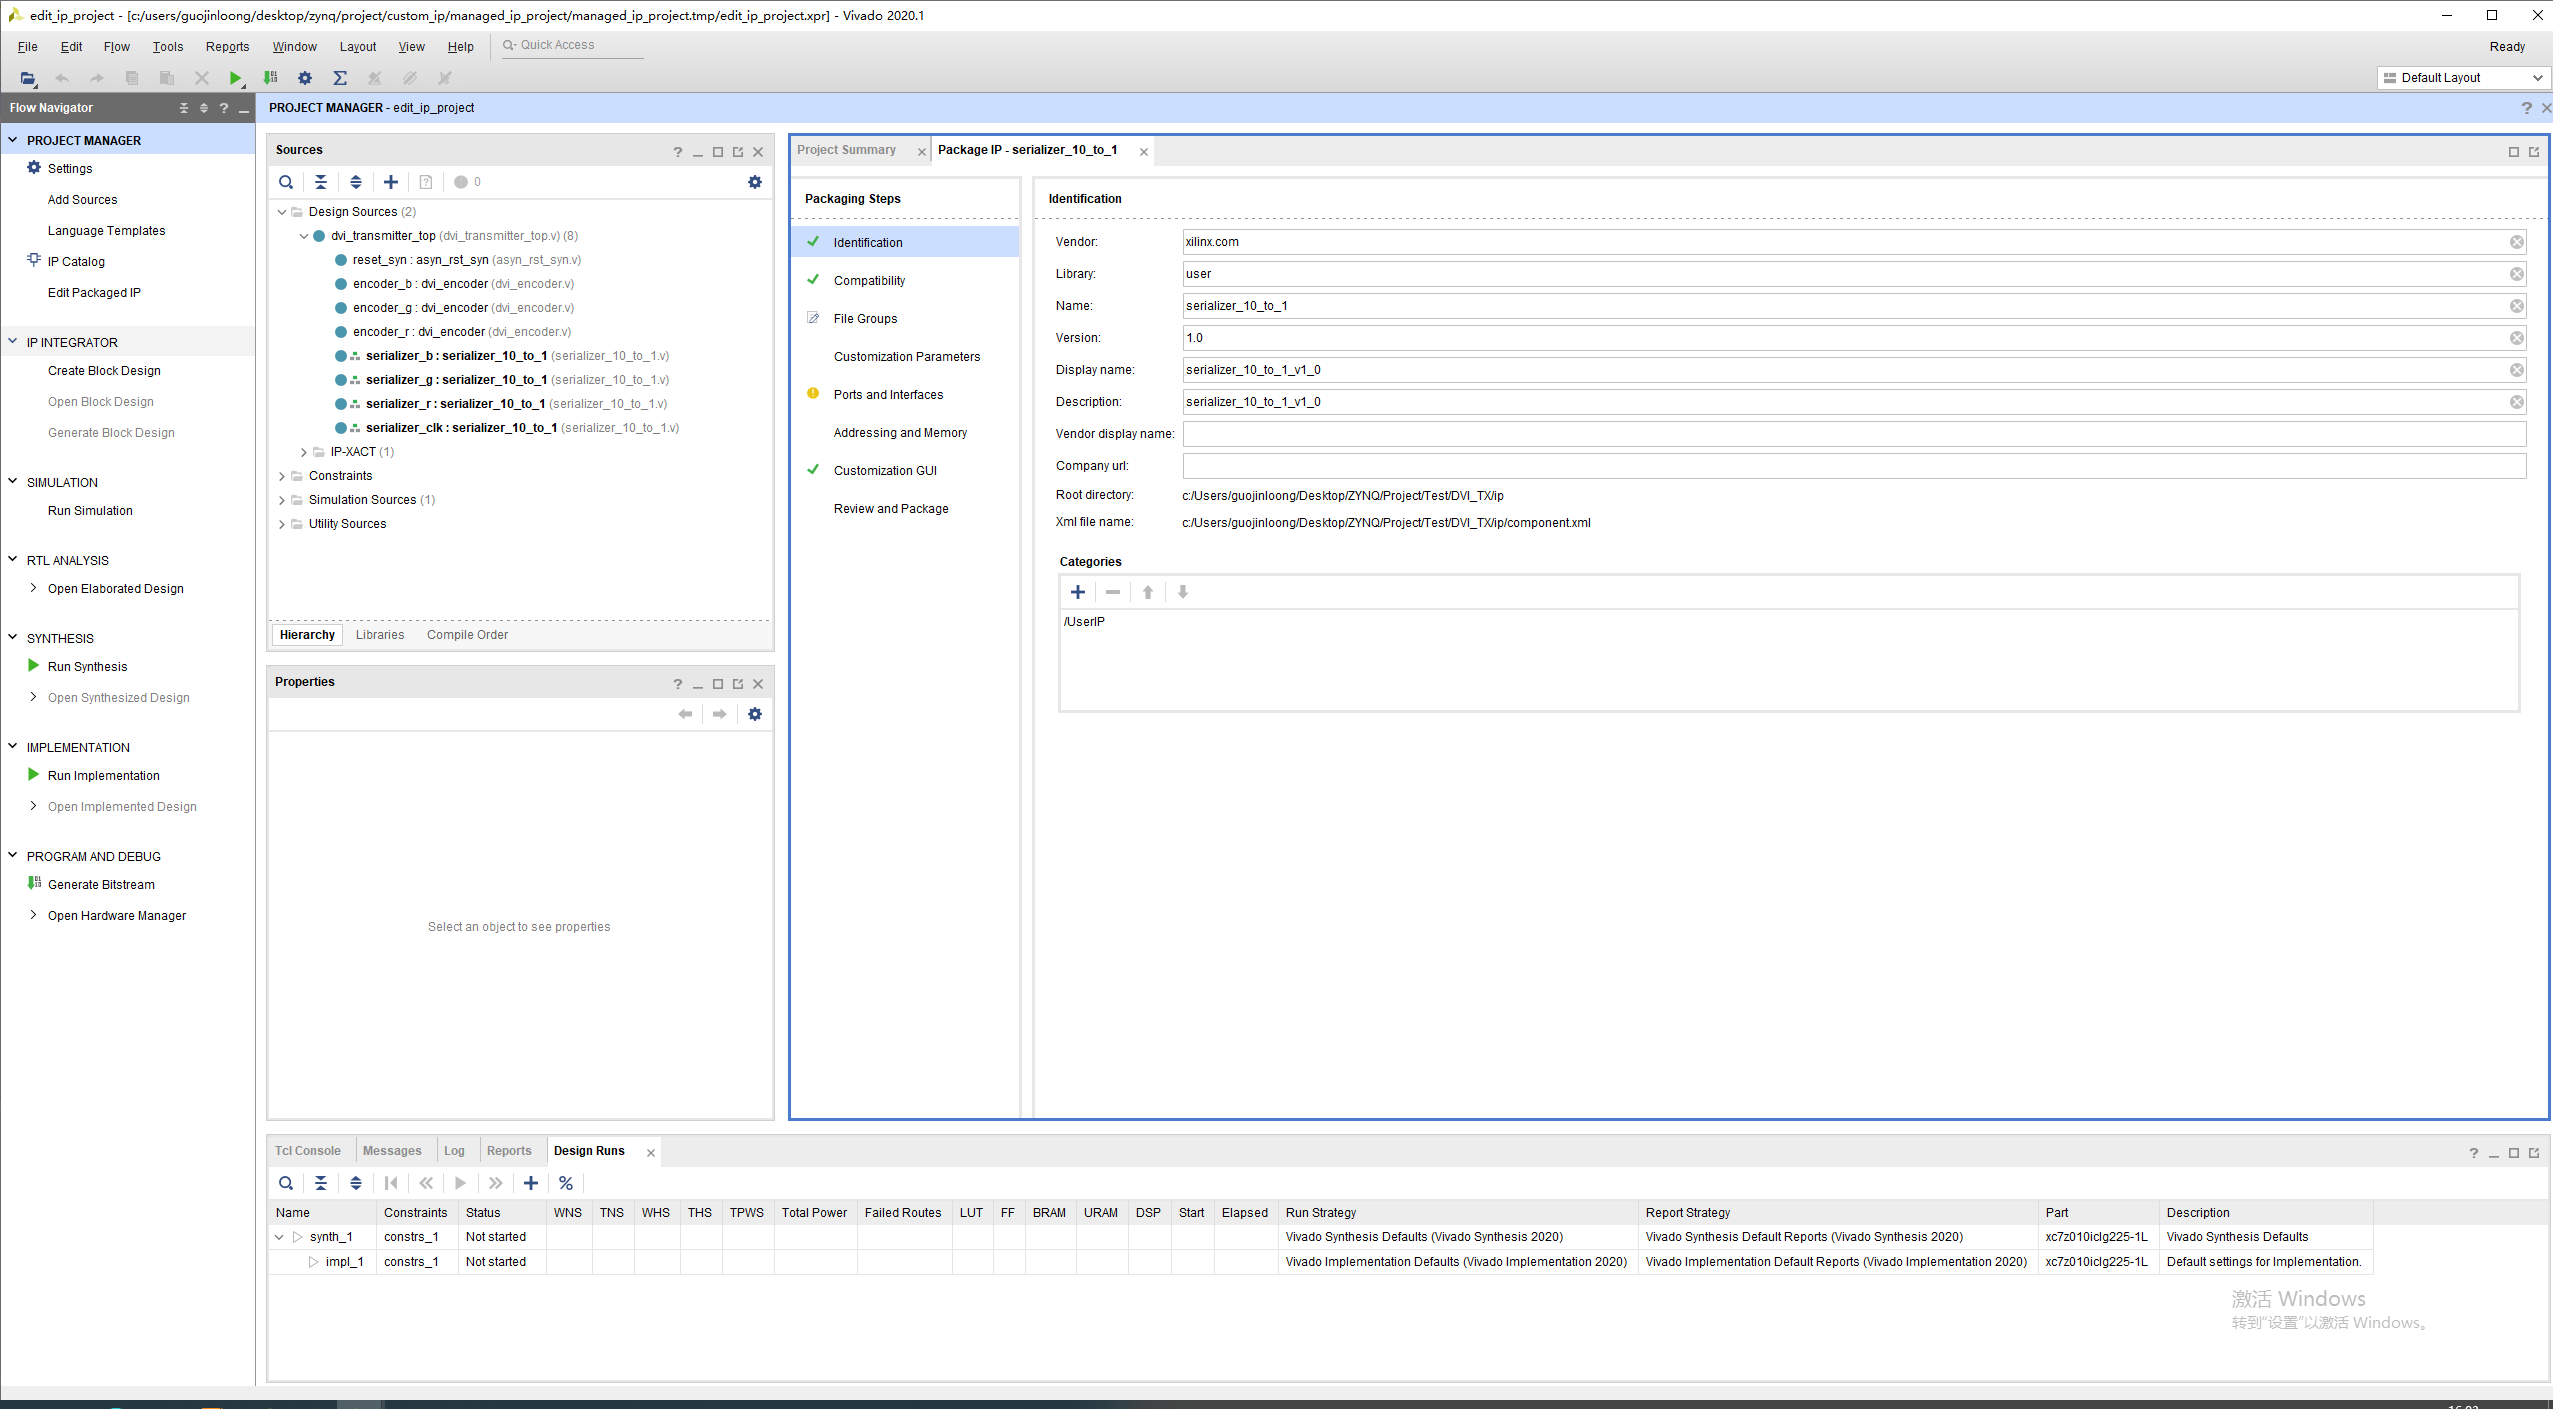 edit_ip_project - [c:/users/guojinloong/desktop/zynq/project/custom_ip/managed_ip_project/managed_ip_project.tmp/edit_ip_project.xpr] - Vivado 2020.1
File Edit Flow Tools Reports Window Layout View Help Quick Access Ready
Default Layout
Flow Navigator
PROJECT MANAGER - edit_ip_project
PROJECT MANAGER
Settings
Add Sources
Language Templates
IP Catalog
Edit Packaged IP
IP INTEGRATOR
Create Block Design
Open Block Design
Generate Block Design
SIMULATION
Run Simulation
RTL ANALYSIS
Open Elaborated Design
SYNTHESIS
Run Synthesis
Open Synthesized Design
IMPLEMENTATION
Run Implementation
Open Implemented Design
PROGRAM AND DEBUG
Generate Bitstream
Open Hardware Manager
Sources
0
Design Sources (2)
dvi_transmitter_top (dvi_transmitter_top.v) (8)
reset_syn : asyn_rst_syn (asyn_rst_syn.v)
encoder_b : dvi_encoder (dvi_encoder.v)
encoder_g : dvi_encoder (dvi_encoder.v)
encoder_r : dvi_encoder (dvi_encoder.v)
serializer_b : serializer_10_to_1 (serializer_10_to_1.v)
serializer_g : serializer_10_to_1 (serializer_10_to_1.v)
serializer_r : serializer_10_to_1 (serializer_10_to_1.v)
serializer_clk : serializer_10_to_1 (serializer_10_to_1.v)
IP-XACT (1)
Constraints
Simulation Sources (1)
Utility Sources
Hierarchy Libraries Compile Order
Properties
Select an object to see properties
Project Summary Package IP - serializer_10_to_1
Packaging Steps
Identification
Compatibility
File Groups
Customization Parameters
Ports and Interfaces
Addressing and Memory
Customization GUI
Review and Package
Identification
Vendor: xilinx.com
Library: user
Name: serializer_10_to_1
Version: 1.0
Display name: serializer_10_to_1_v1_0
Description: serializer_10_to_1_v1_0
Vendor display name:
Company url:
Root directory: c:/Users/guojinloong/Desktop/ZYNQ/Project/Test/DVI_TX/ip
Xml file name: c:/Users/guojinloong/Desktop/ZYNQ/Project/Test/DVI_TX/ip/component.xml
Categories
/UserIP
Tcl Console Messages Log Reports Design Runs
Name Constraints Status WNS TNS WHS THS TPWS Total Power Failed Routes LUT FF BRAM URAM DSP Start Elapsed Run Strategy Report Strategy Part Description
synth_1 constrs_1 Not started Vivado Synthesis Defaults (Vivado Synthesis 2020) Vivado Synthesis Default Reports (Vivado Synthesis 2020) xc7z010iclg225-1L Vivado Synthesis Defaults
impl_1 constrs_1 Not started Vivado Implementation Defaults (Vivado Implementation 2020) Vivado Implementation Default Reports (Vivado Implementation 2020) xc7z010iclg225-1L Default settings for Implementation.
激活 Windows
转到"设置"以激活 Windows。